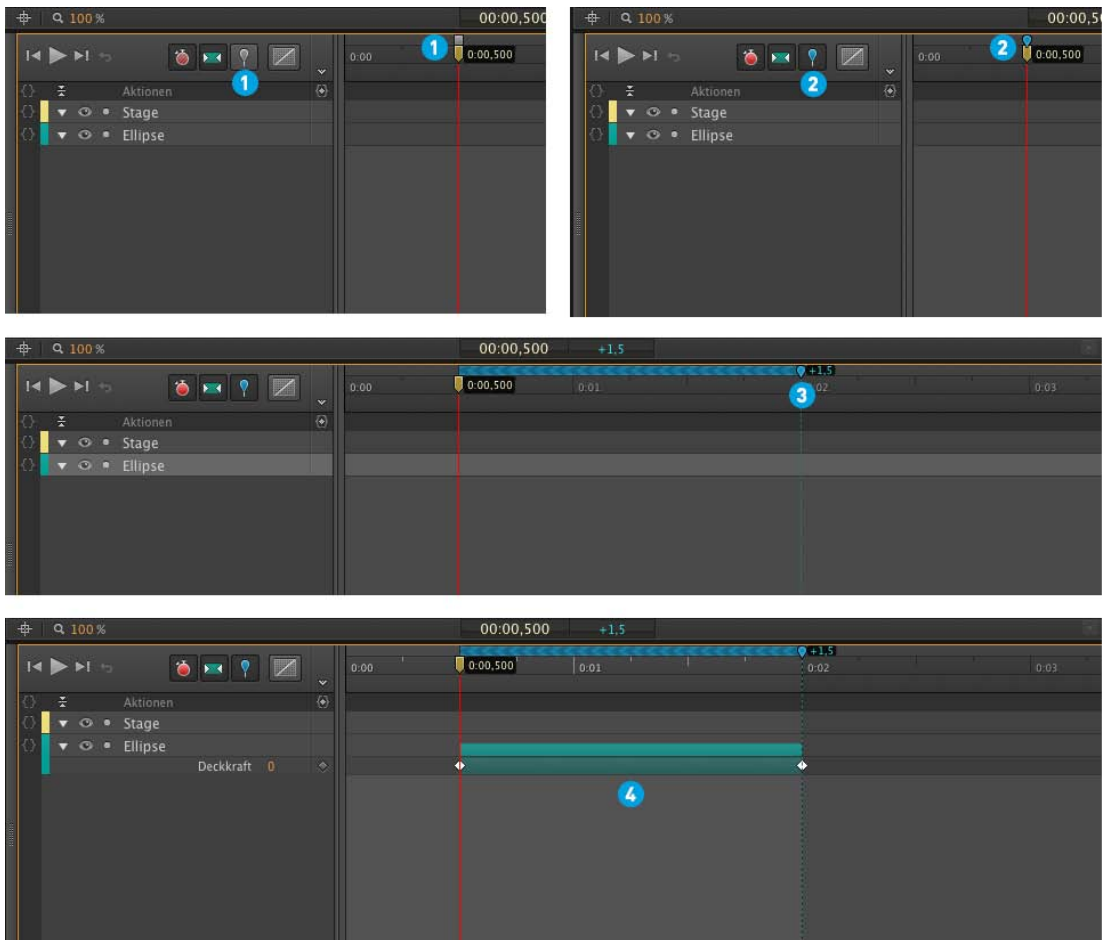 100 % 00:00,500
1 0:00 0:00,500
1
Aktionen
Stage
Ellipse
100 % 00:00,5
2 0:00 0:00,500
2
Aktionen
Stage
Ellipse
100 % 00:00,500 +1,5
+1,5
0:00 0:00,500 0:01 3 02 0:03
Aktionen
Stage
Ellipse
100 % 00:00,500 +1,5
+1,5
0:00 0:00,500 0:01 0:02 0:03
Aktionen
Stage
Ellipse
Deckkraft 0
4